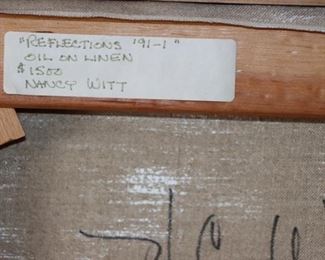 "REFLECTIONS '91-1"
OIL ON LINEN
$1500
NANCY WITT